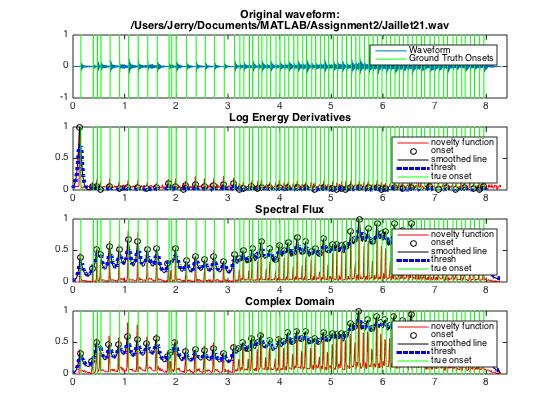 Original waveform:
/Users/Jerry/Documents/MATLAB/Assignment2/Jaillet21.wav
1
0
-1
Waveform
Ground Truth Onsets
0 1 2 3 4 5 6 7 8
Log Energy Derivatives
1
0.5
0
novelty function
onset
smoothed line
thresh
true onset
0 1 2 3 4 5 6 7 8
Spectral Flux
1
0.5
0
novelty function
onset
smoothed line
thresh
true onset
0 1 2 3 4 5 6 7 8
Complex Domain
1
0.5
0
novelty function
onset
smoothed line
thresh
true onset
0 1 2 3 4 5 6 7 8